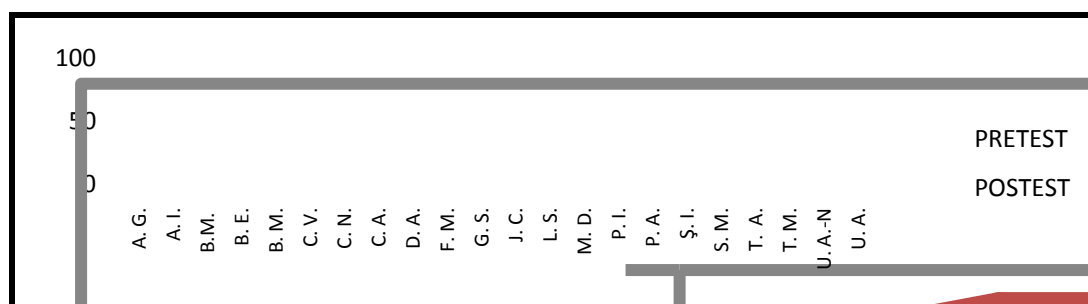 100
50
0
PRETEST
POSTEST
A. G.
A. I.
B.M.
B. E.
B. M.
C. V.
C. N.
C. A.
D. A.
F. M.
G. S.
J. C.
L. S.
M. D.
P. I.
P. A.
Ş. I.
S. M.
T. A.
T. M.
U. A.-N
U. A.